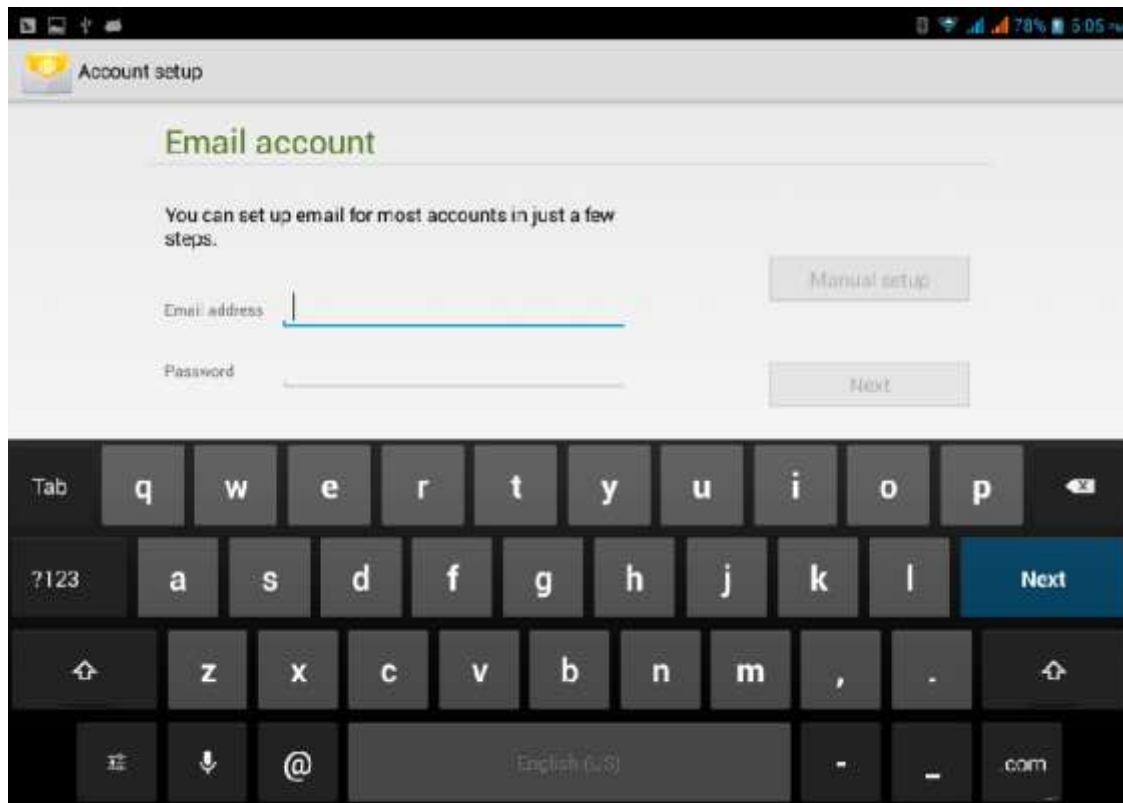 78% 5:05
Account setup
Email account
You can set up email for most accounts in just a few
steps.
Manual setup
Email address
Password
Next
Tab q w e r t y u i o p
?123 a s d f g h j k l Next
z x c v b n m , .
@ English (US) - _ .com